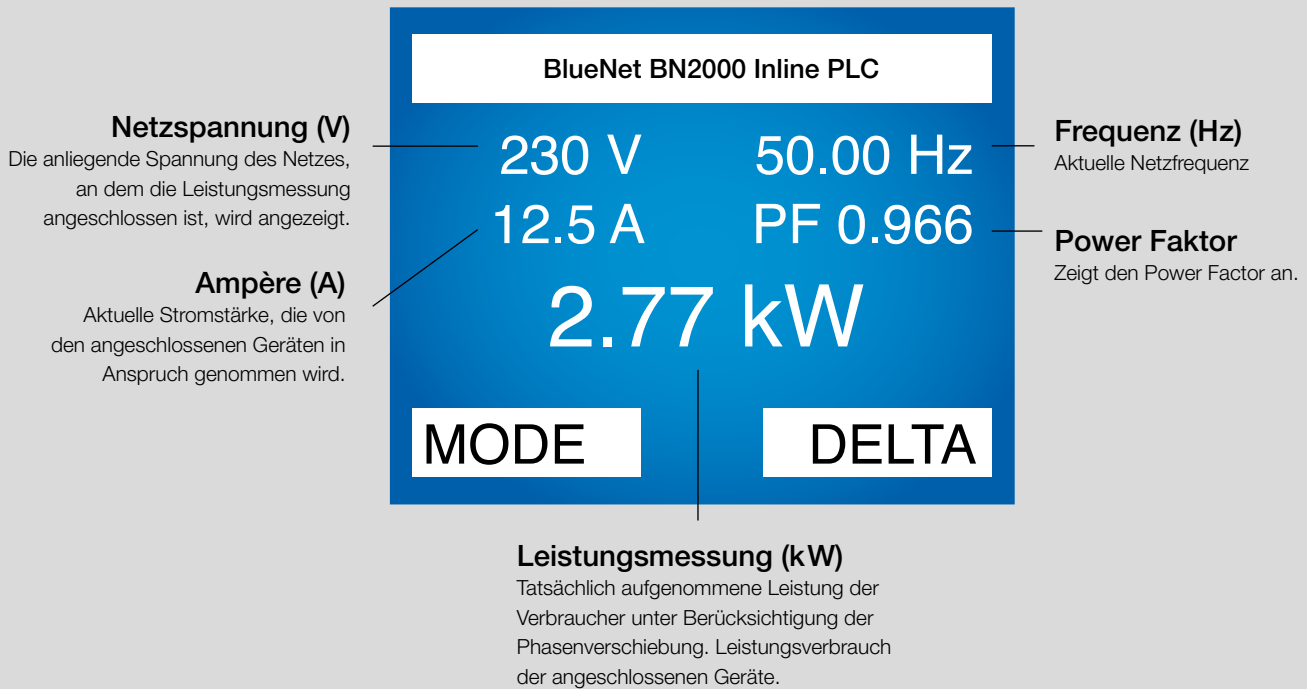 BlueNet BN2000 Inline PLC
Netzspannung (V)
Die anliegende Spannung des Netzes,
an dem die Leistungsmessung
angeschlossen ist, wird angezeigt.
Ampère (A)
Aktuelle Stromstärke, die von
den angeschlossenen Geräten in
Anspruch genommen wird.
230 V
50.00 Hz
12.5 A
PF 0.966
2.77 kW
MODE
DELTA
Frequenz (Hz)
Aktuelle Netzfrequenz
Power Faktor
Zeigt den Power Factor an.
Leistungsmessung (kW)
Tatsächlich aufgenommene Leistung der
Verbraucher unter Berücksichtigung der
Phasenverschiebung. Leistungsverbrauch
der angeschlossenen Geräte.